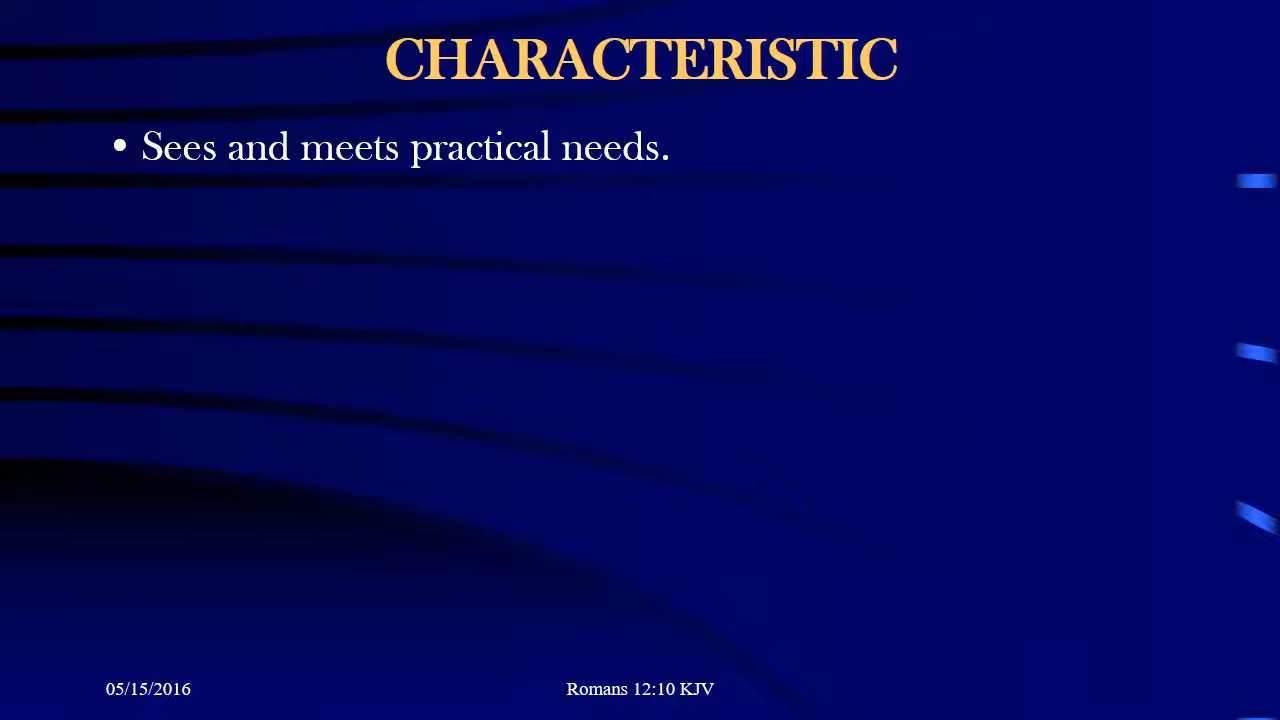 CHARACTERISTIC
• Sees and meets practical needs.
05/15/2016
Romans 12:10 KJV